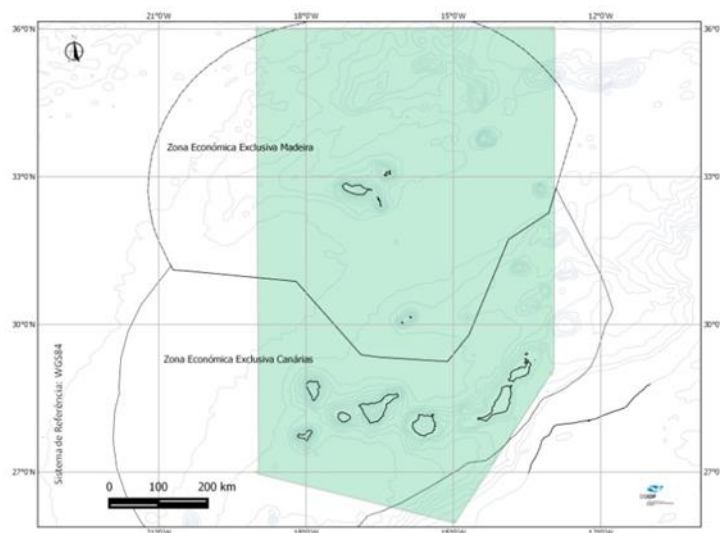 21°0'W 18°0'W 15°0'W 12°0'W
36°0'N 36°0'N
Zona Económica Exclusiva Madeira
33°0'N 33°0'N
30°0'N 30°0'N
Zona Económica Exclusiva Canárias
Sistema de Referência: WGS84
27°0'N 27°0'N
0 100 200 km